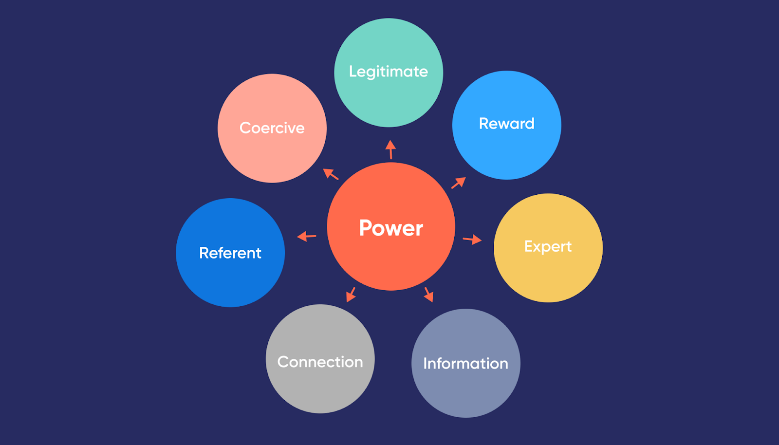 Legitimate
Coercive
Reward
Power
Referent
Expert
Connection
Information